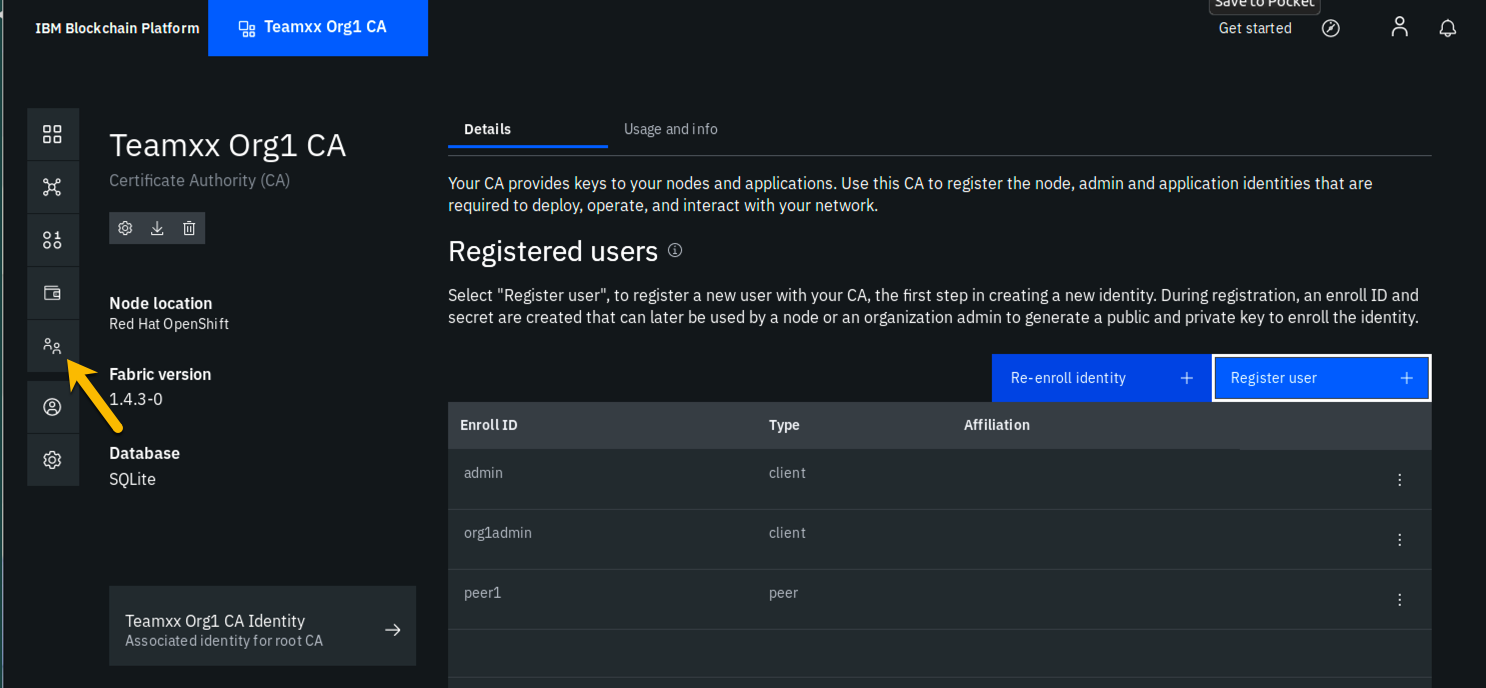 Save to Pocket
IBM Blockchain Platform
Teamxx Org1 CA
Get started
Teamxx Org1 CA
Certificate Authority (CA)
Node location
Red Hat OpenShift
Fabric version
1.4.3-0
Database
SQLite
Teamxx Org1 CA Identity
Associated identity for root CA
Details
Usage and info
Your CA provides keys to your nodes and applications. Use this CA to register the node, admin and application identities that are
required to deploy, operate, and interact with your network.
Registered users
Select "Register user", to register a new user with your CA, the first step in creating a new identity. During registration, an enroll ID and
secret are created that can later be used by a node or an organization admin to generate a public and private key to enroll the identity.
Re-enroll identity +
Register user +
Enroll ID Type Affiliation
admin client
org1admin client
peer1 peer